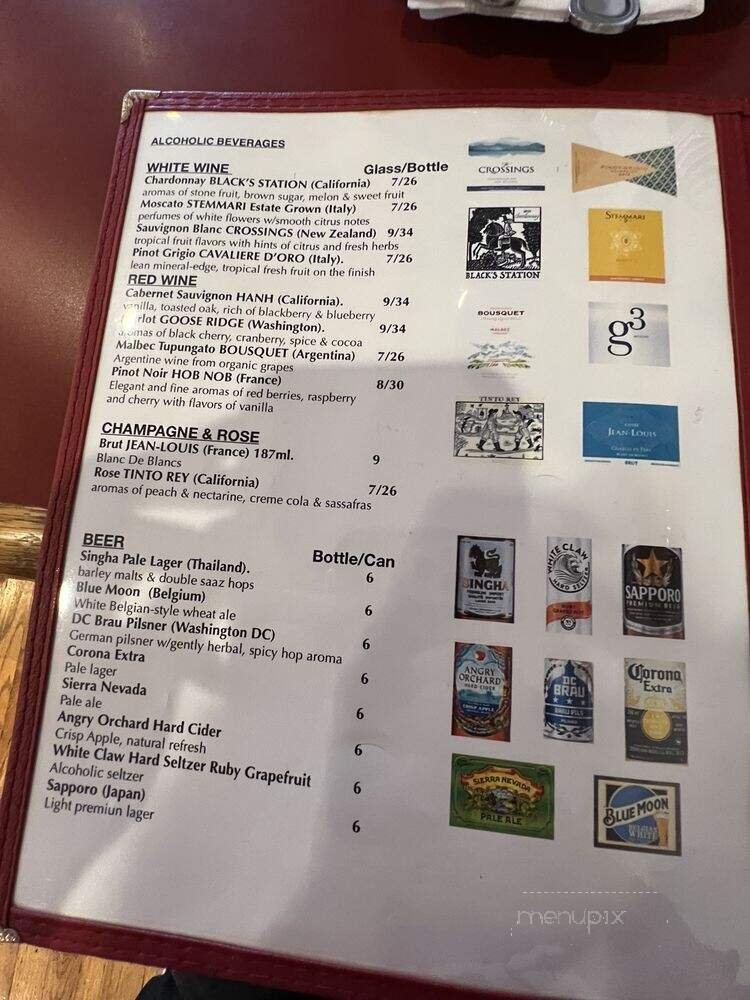 ALCOHOLIC BEVERAGES
WHITE WINE Glass/Bottle
Chardonnay BLACK'S STATION (California) 7/26
aromas of stone fruit, brown sugar, melon & sweet fruit
Moscato STEMMARI Estate Grown (Italy) 7/26
perfumes of white flowers w/smooth citrus notes
Sauvignon Blanc CROSSINGS (New Zealand) 9/34
tropical fruit flavors with hints of citrus and fresh herbs
Pinot Grigio CAVALIERE D'ORO (Italy). 7/26
lean mineral-edge, tropical fresh fruit on the finish
RED WINE
Cabernet Sauvignon HANH (California). 9/34
vanilla, toasted oak, rich of blackberry & blueberry
Merlot GOOSE RIDGE (Washington). 9/34
aromas of black cherry, cranberry, spice & cocoa
Malbec Tupungato BOUSQUET (Argentina) 7/26
Argentine wine from organic grapes
Pinot Noir HOB NOB (France) 8/30
Elegant and fine aromas of red berries, raspberry
and cherry with flavors of vanilla
CHAMPAGNE & ROSE
Brut JEAN-LOUIS (France) 187ml. 9
Blanc De Blancs
Rose TINTO REY (California) 7/26
aromas of peach & nectarine, creme cola & sassafras
BEER Bottle/Can
Singha Pale Lager (Thailand). 6
barley malts & double saaz hops
Blue Moon (Belgium) 6
White Belgian-style wheat ale
DC Brau Pilsner (Washington DC) 6
German pilsner w/gently herbal, spicy hop aroma
Corona Extra 6
Pale lager
Sierra Nevada 6
Pale ale
Angry Orchard Hard Cider 6
Crisp Apple, natural refresh
White Claw Hard Seltzer Ruby Grapefruit 6
Alcoholic seltzer
Sapporo (Japan) 6
Light premiun lager
CROSSINGS
BLACK'S STATION
STEMMARI
BOUSQUET
MALBEC
g3
TINTO REY
JEAN-LOUIS
BRUT
SINGHA
WHITE CLAW
HARD SELTZER
RUBY GRAPEFRUIT
SAPPORO
PREMIUM BEER
ANGRY
ORCHARD
HARD CIDER
CRISP APPLE
DC
BRAU
Corona
Extra
SIERRA NEVADA
PALE ALE
BLUE MOON
BELGIAN
WHITE
menupix